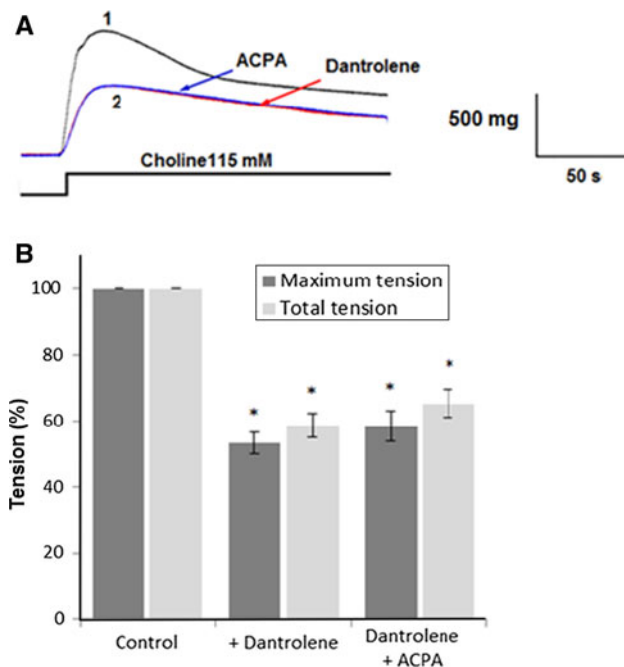 A
1
ACPA
Dantrolene
2
500 mg
50 s
Choline115 mM
B
Maximum tension
Total tension
Tension (%)
100
80
60
40
20
0
* * * *
Control
+ Dantrolene
Dantrolene
+ ACPA